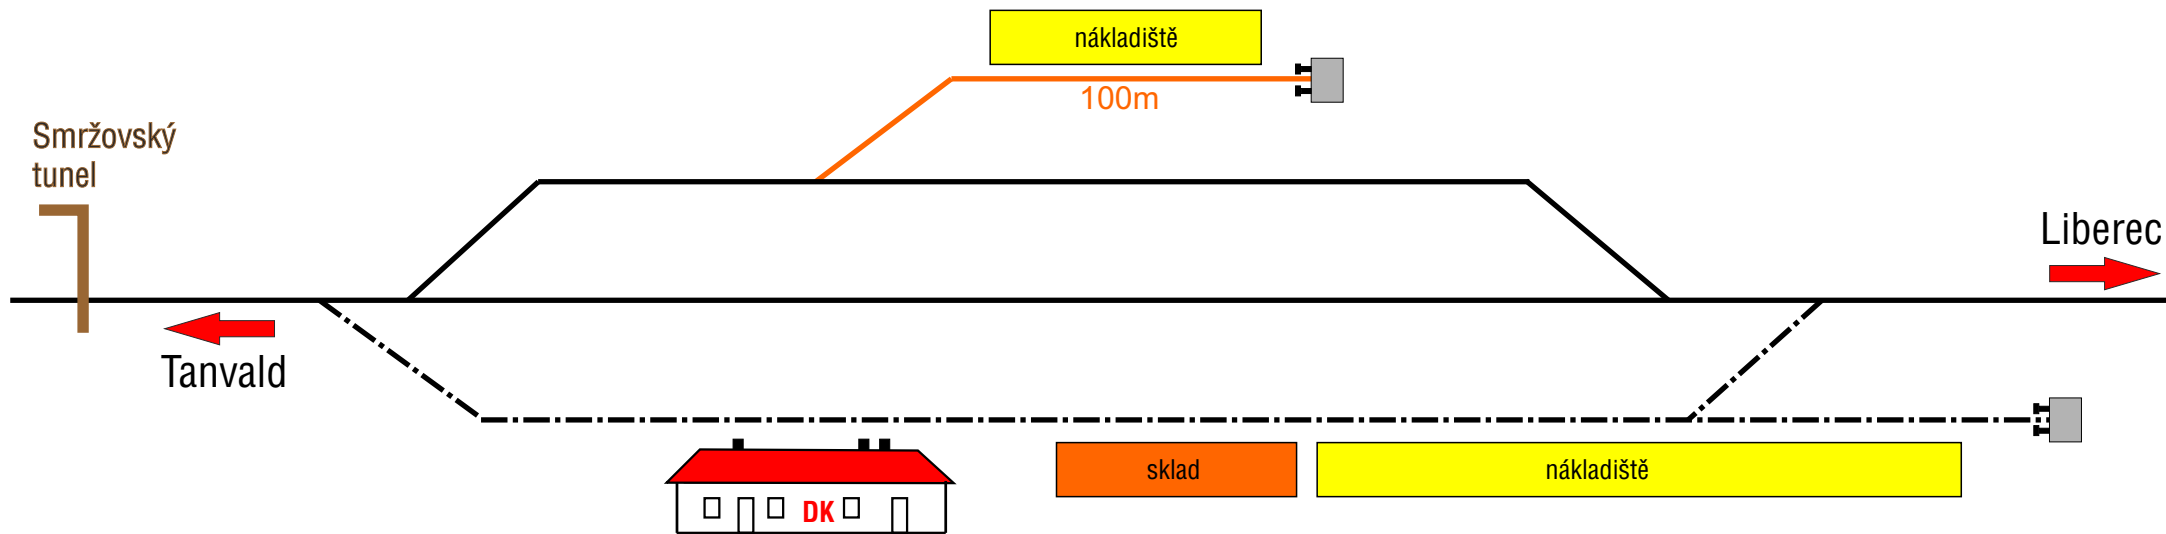 nákladiště
100m
Smržovský
tunel
Liberec
Tanvald
sklad
nákladiště
DK